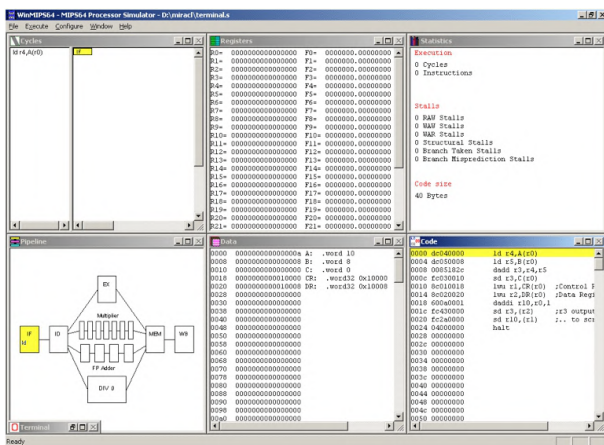 WinMIPS64 - MIPS64 Processor Simulator - D:\miracl\terminal.s
File Execute Configure Window Help
Cycles
ld r4,A(r0)
IF
Registers
R0= 0000000000000000 F0= 0000000.00000000
R1= 0000000000000000 F1= 0000000.00000000
R2= 0000000000000000 F2= 0000000.00000000
R3= 0000000000000000 F3= 0000000.00000000
R4= 0000000000000000 F4= 0000000.00000000
R5= 0000000000000000 F5= 0000000.00000000
R6= 0000000000000000 F6= 0000000.00000000
R7= 0000000000000000 F7= 0000000.00000000
R8= 0000000000000000 F8= 0000000.00000000
R9= 0000000000000000 F9= 0000000.00000000
R10= 0000000000000000 F10= 0000000.00000000
R11= 0000000000000000 F11= 0000000.00000000
R12= 0000000000000000 F12= 0000000.00000000
R13= 0000000000000000 F13= 0000000.00000000
R14= 0000000000000000 F14= 0000000.00000000
R15= 0000000000000000 F15= 0000000.00000000
R16= 0000000000000000 F16= 0000000.00000000
R17= 0000000000000000 F17= 0000000.00000000
R18= 0000000000000000 F18= 0000000.00000000
R19= 0000000000000000 F19= 0000000.00000000
R20= 0000000000000000 F20= 0000000.00000000
R21= 0000000000000000 F21= 0000000.00000000
Statistics
Execution
0 Cycles
0 Instructions
Stalls
0 RAW Stalls
0 WAW Stalls
0 WAR Stalls
0 Structural Stalls
0 Branch Taken Stalls
0 Branch Misprediction Stalls
Code size
40 Bytes
Pipeline
EX
Multiplier
IF
ld
ID
MEM
WB
FP Adder
DIV 0
Terminal
Data
0000 000000000000000a A: .word 10
0008 0000000000000008 B: .word 8
0010 0000000000000000 C: .word 0
0018 0000000000010000 CR: .word32 0x10000
0020 0000000000010008 DR: .word32 0x10008
0028 0000000000000000
0030 0000000000000000
0038 0000000000000000
0040 0000000000000000
0048 0000000000000000
0050 0000000000000000
0058 0000000000000000
0060 0000000000000000
0068 0000000000000000
0070 0000000000000000
0078 0000000000000000
0080 0000000000000000
0088 0000000000000000
0090 0000000000000000
0098 0000000000000000
00a0 0000000000000000
Code
0000 dc040000 ld r4,A(r0)
0004 dc050008 ld r5,B(r0)
0008 0085182c dadd r3,r4,r5
000c fc030010 sd r3,C(r0)
0010 8c010018 lwu r1,CR(r0) ;Control R
0014 8c020020 lwu r2,DR(r0) ;Data Regi
0018 600a0001 daddi r10,r0,1
001c fc430000 sd r3,(r2) ;r3 output
0020 fc2a0000 sd r10,(r1) ;.. to scr
0024 04000000 halt
0028 00000000
002c 00000000
0030 00000000
0034 00000000
0038 00000000
003c 00000000
0040 00000000
0044 00000000
0048 00000000
004c 00000000
0050 00000000
Ready